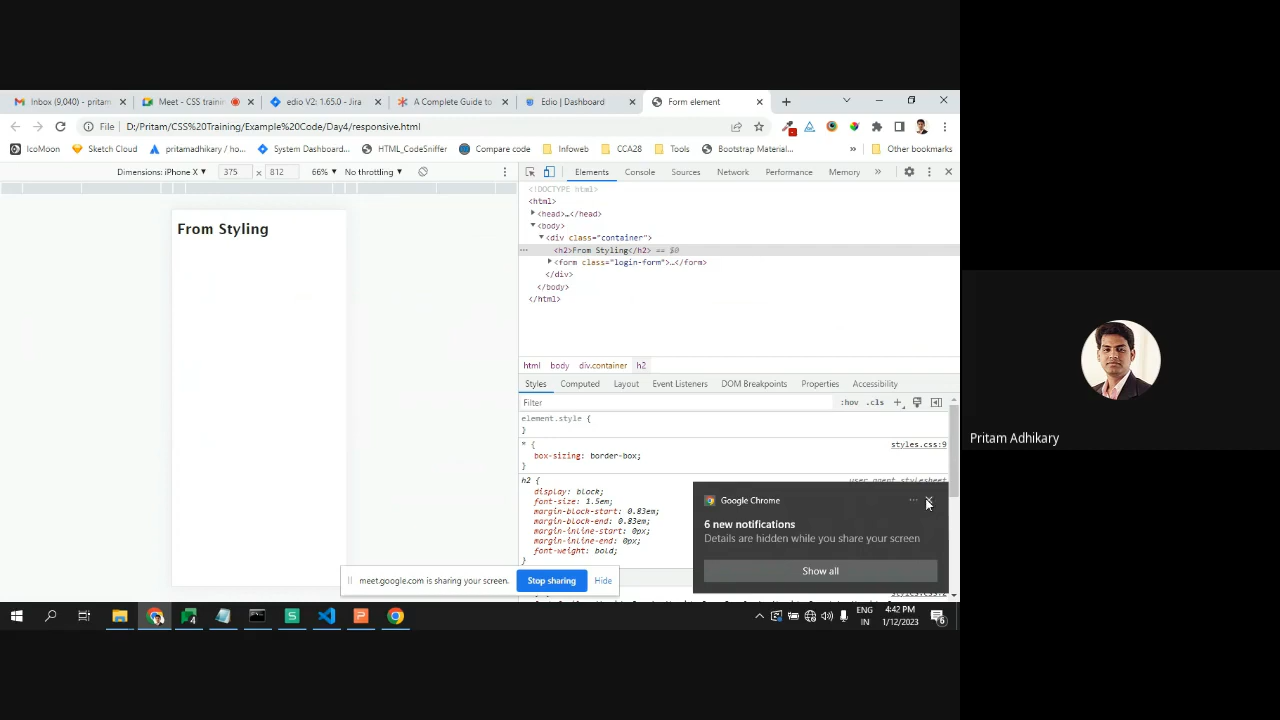 Inbox (9,040) - pritam
Meet - CSS trainin
edio V2: 1.65.0 - Jira
A Complete Guide to
Edio | Dashboard
Form element
File
D:/Pritam/CSS%20Training/Example%20Code/Day4/responsive.html
IcoMoon
Sketch Cloud
pritamadhikary / ho...
System Dashboard...
HTML_CodeSniffer
Compare code
Infoweb
CCA28
Tools
Bootstrap Material...
»
Other bookmarks
Dimensions: iPhone X ▼ 375 x 812 66% ▼ No throttling ▼
Elements Console Sources Network Performance Memory »
From Styling
<!DOCTYPE html>
<html>
<head>…</head>
<body>
<div class="container">
<h2>From Styling</h2> == $0
<form class="login-form">…</form>
</div>
</body>
</html>
html body div.container h2
Styles Computed Layout Event Listeners DOM Breakpoints Properties Accessibility
Filter :hov .cls +
element.style {
}
* { styles.css:9
box-sizing: border-box;
}
h2 { user agent stylesheet
display: block;
font-size: 1.5em;
margin-block-start: 0.83em;
margin-block-end: 0.83em;
margin-inline-start: 0px;
margin-inline-end: 0px;
font-weight: bold;
}
Google Chrome
6 new notifications
Details are hidden while you share your screen
Show all
meet.google.com is sharing your screen. Stop sharing Hide
4
ENG
IN
4:42 PM
1/12/2023
6
Pritam Adhikary